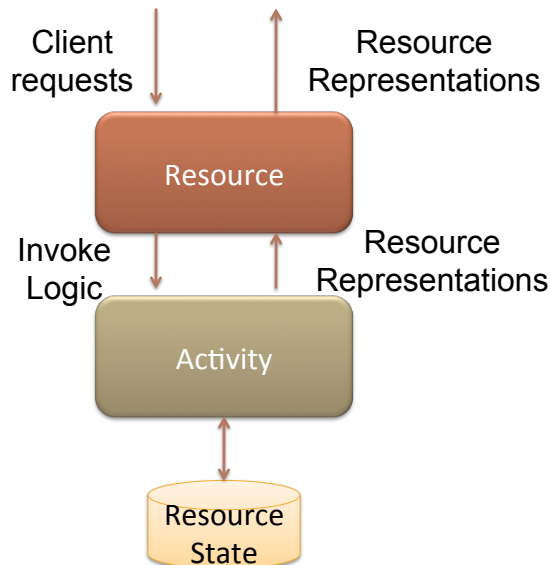 Client
requests
Resource
Representations
Resource
Invoke
Logic
Resource
Representations
Activity
Resource
State